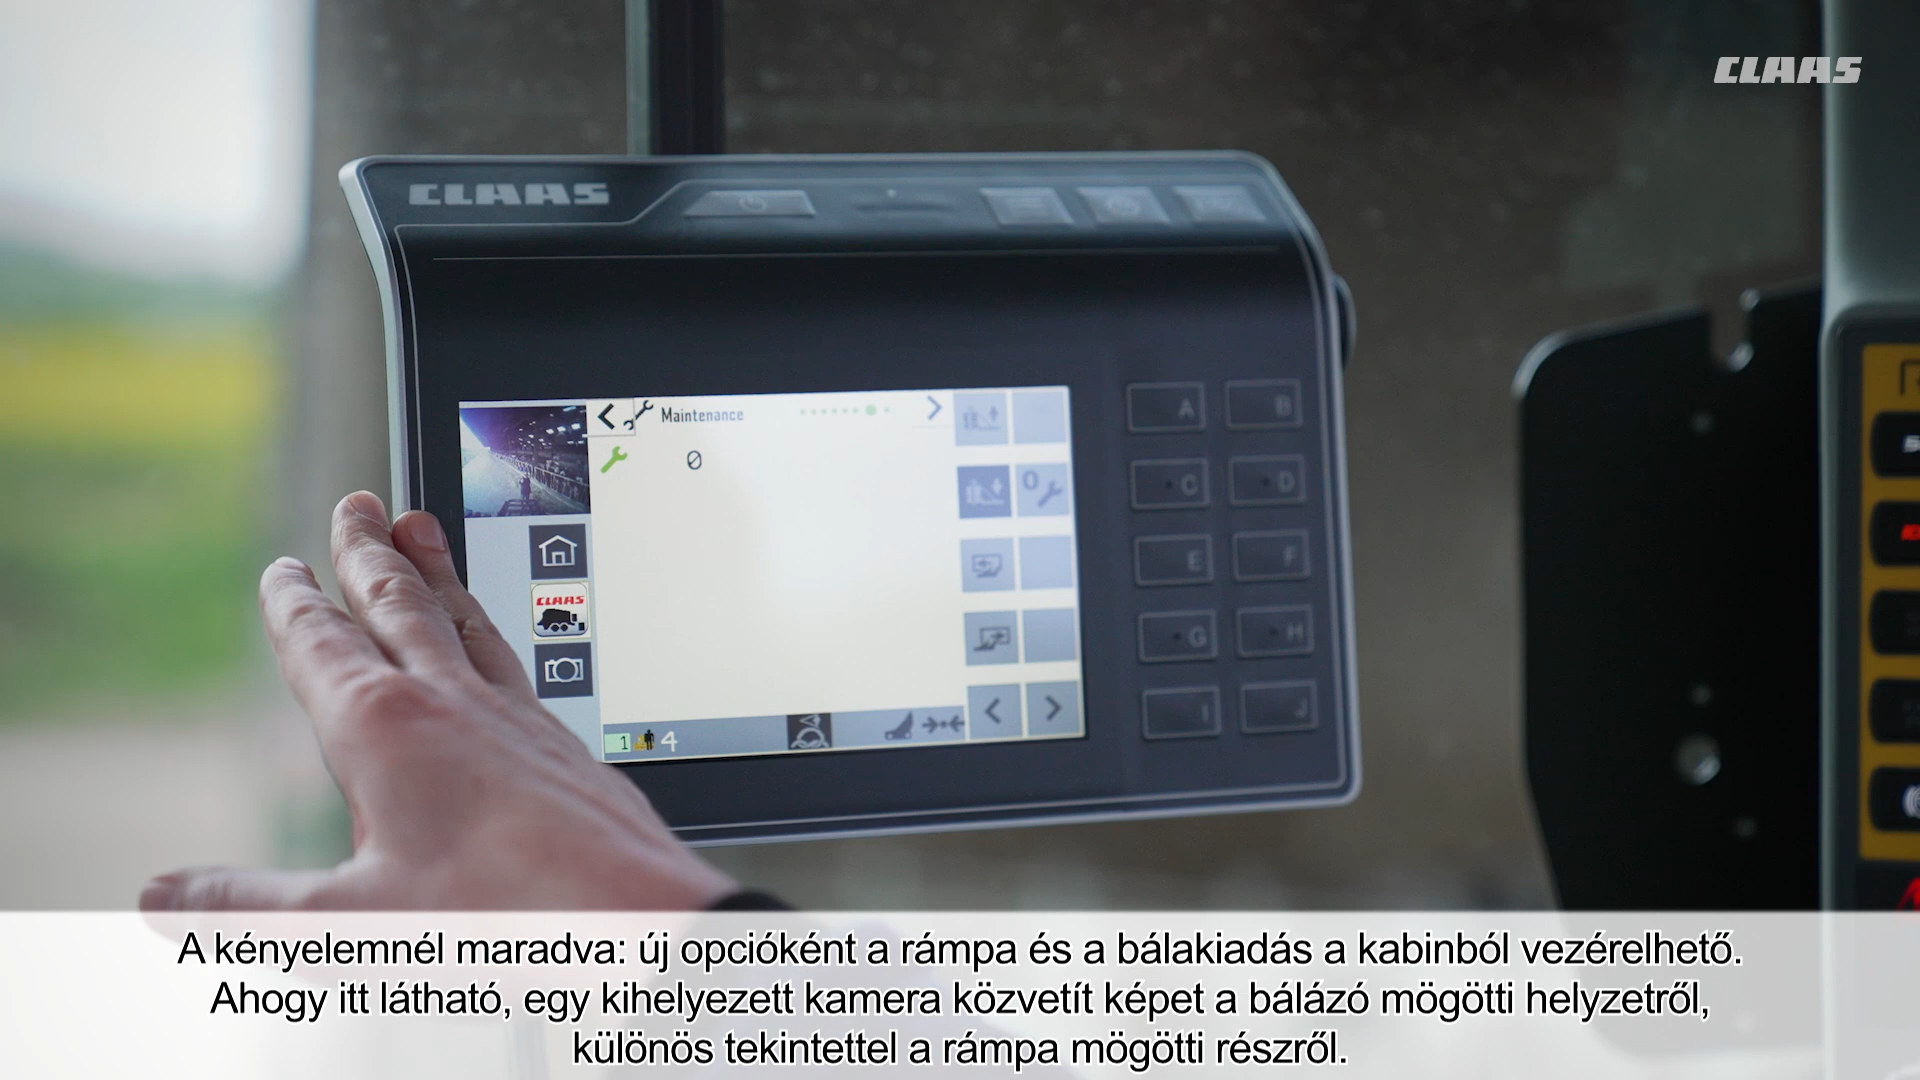 CLAAS
CLAAS
Maintenance
0
A B
C D
CLAAS
E F
G H
I J
1 4
A kényelemnél maradva: új opcióként a rámpa és a bálakiadás a kabinból vezérelhető.
Ahogy itt látható, egy kihelyezett kamera közvetít képet a bálázó mögötti helyzetről,
különös tekintettel a rámpa mögötti részről.